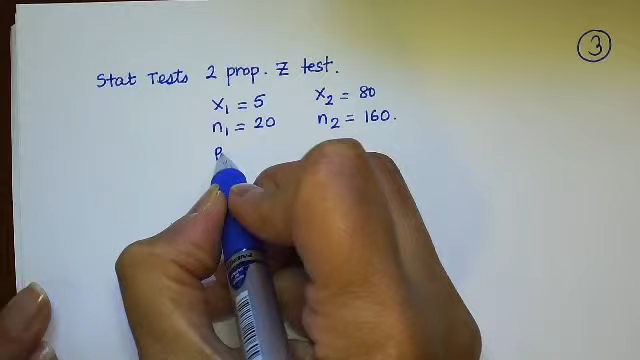 3
Stat Tests 2 prop. Z test.
x₁ = 5 x₂ = 80
n₁ = 20 n₂ = 160.
P